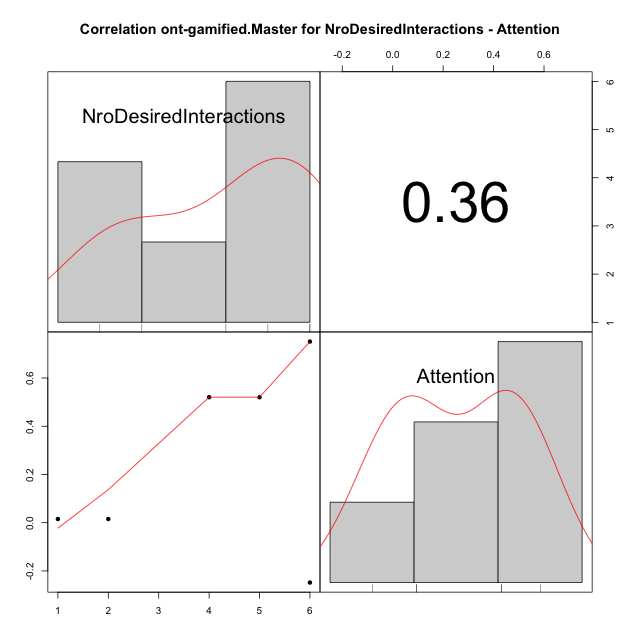 Correlation ont-gamified.Master for NroDesiredInteractions - Attention
-0.2 0.0 0.2 0.4 0.6
NroDesiredInteractions
0.36
6
5
4
3
2
1
Attention
0.6
0.4
0.2
0.0
-0.2
1 2 3 4 5 6